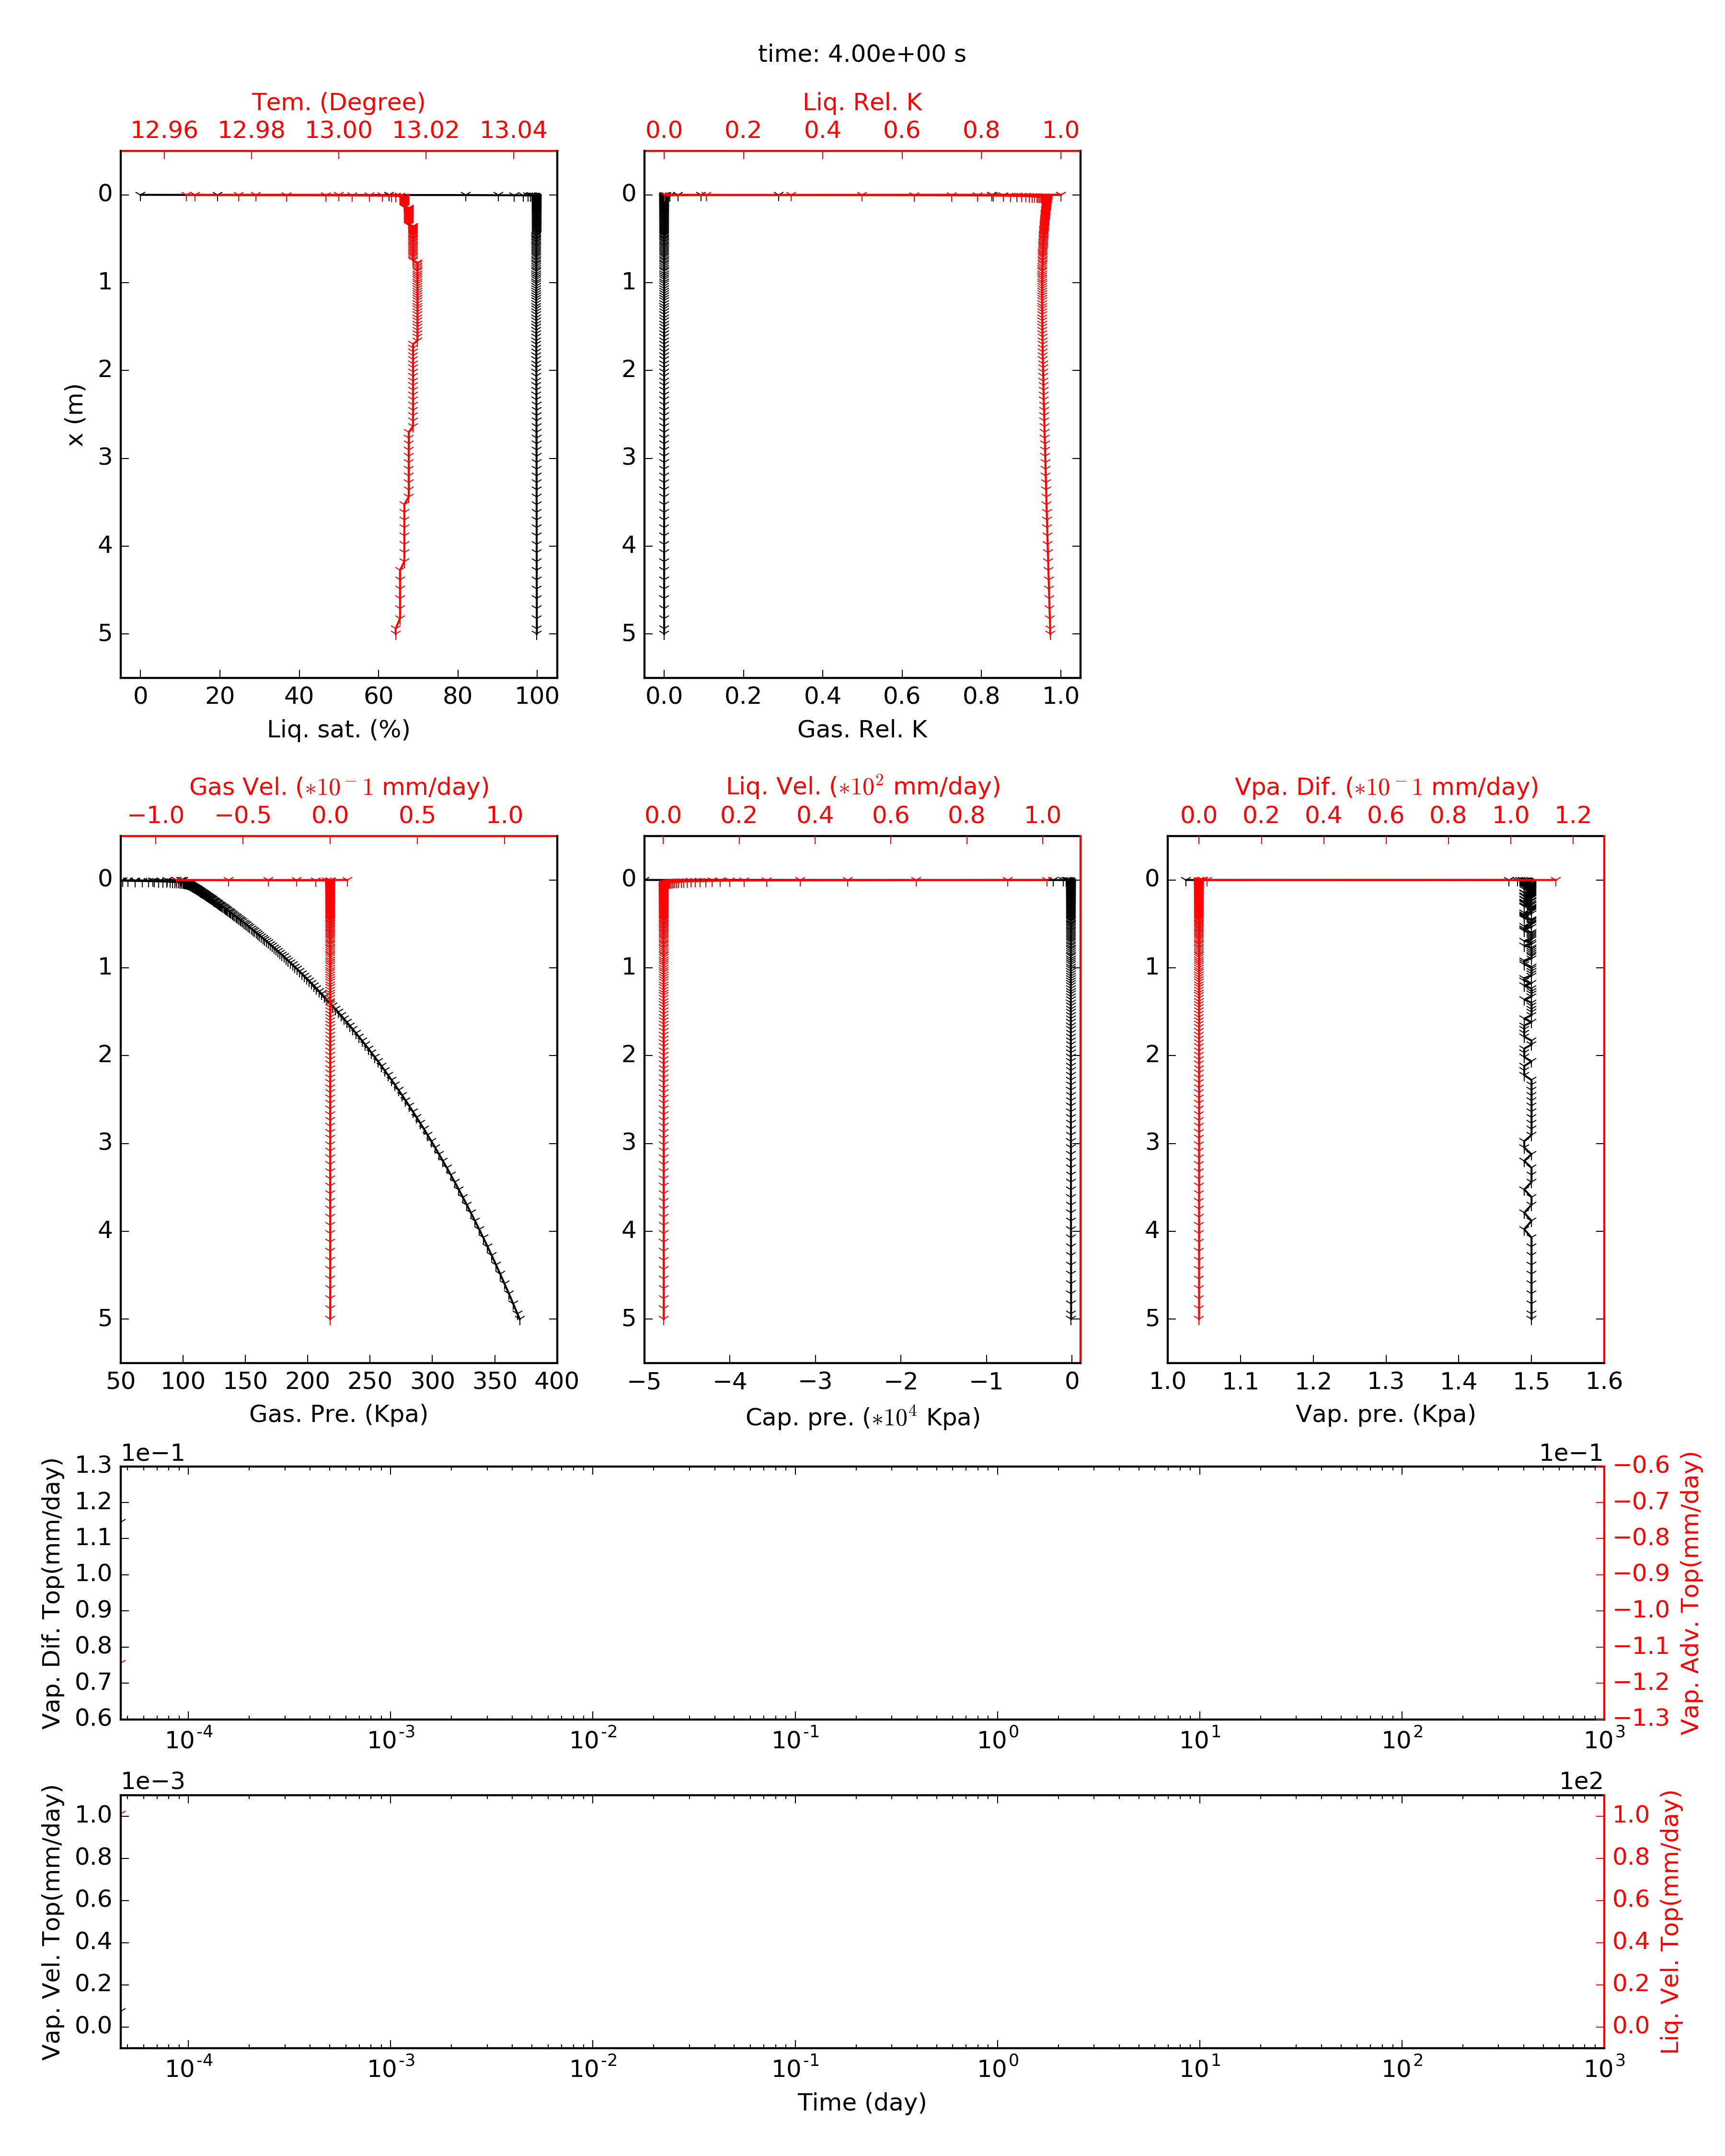 time: 4.00e+00 s
Tem. (Degree)
12.96 12.98 13.00 13.02 13.04
Liq. Rel. K
0.0 0.2 0.4 0.6 0.8 1.0
x (m)
0
1
2
3
4
5
0 20 40 60 80 100
Liq. sat. (%)
0
1
2
3
4
5
0.0 0.2 0.4 0.6 0.8 1.0
Gas. Rel. K
Gas Vel. (*10⁻1 mm/day)
−1.0 −0.5 0.0 0.5 1.0
Liq. Vel. (*10² mm/day)
0.0 0.2 0.4 0.6 0.8 1.0
Vpa. Dif. (*10⁻1 mm/day)
0.0 0.2 0.4 0.6 0.8 1.0 1.2
0
1
2
3
4
5
50 100 150 200 250 300 350 400
Gas. Pre. (Kpa)
0
1
2
3
4
5
−5 −4 −3 −2 −1 0
Cap. pre. (*10⁴ Kpa)
0
1
2
3
4
5
1.0 1.1 1.2 1.3 1.4 1.5 1.6
Vap. pre. (Kpa)
1e−1
1e−1
Vap. Dif. Top(mm/day)
1.3
1.2
1.1
1.0
0.9
0.8
0.7
0.6
−0.6
−0.7
−0.8
−0.9
−1.0
−1.1
−1.2
−1.3
Vap. Adv. Top(mm/day)
10⁻⁴ 10⁻³ 10⁻² 10⁻¹ 10⁰ 10¹ 10² 10³
1e−3
1e2
Vap. Vel. Top(mm/day)
1.0
0.8
0.6
0.4
0.2
0.0
1.0
0.8
0.6
0.4
0.2
0.0
Liq. Vel. Top(mm/day)
10⁻⁴ 10⁻³ 10⁻² 10⁻¹ 10⁰ 10¹ 10² 10³
Time (day)